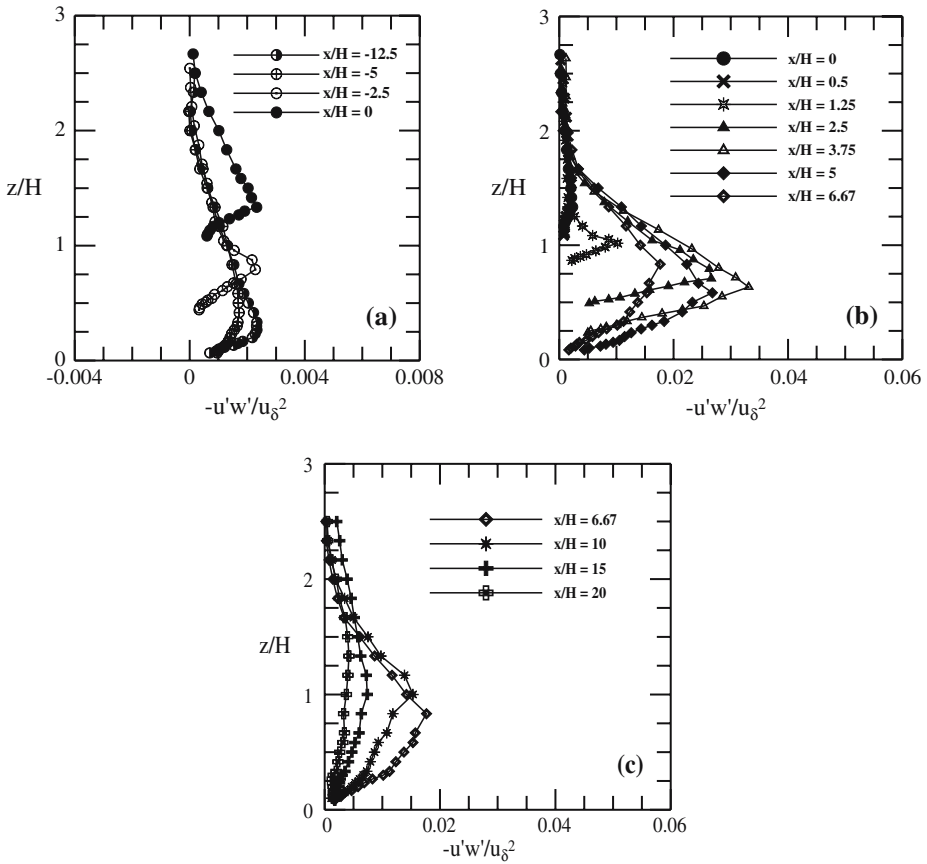 3
2
1
0
z/H
x/H = -12.5
x/H = -5
x/H = -2.5
x/H = 0
(a)
-0.004
0
0.004
0.008
-u'w'/uδ²
3
2
1
0
z/H
x/H = 0
x/H = 0.5
x/H = 1.25
x/H = 2.5
x/H = 3.75
x/H = 5
x/H = 6.67
(b)
0
0.02
0.04
0.06
-u'w'/uδ²
3
2
1
0
z/H
x/H = 6.67
x/H = 10
x/H = 15
x/H = 20
(c)
0
0.02
0.04
0.06
-u'w'/uδ²